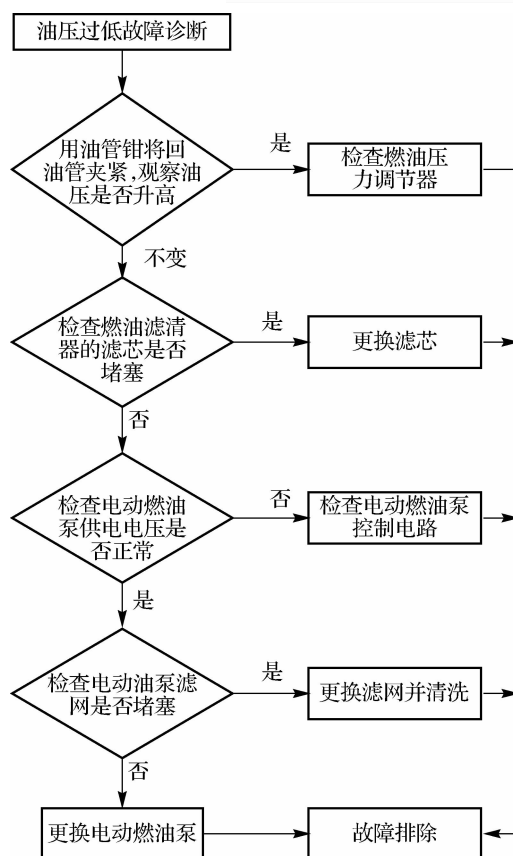 油压过低故障诊断
用油管钳将回
油管夹紧,观察油
压是否升高
是
检查燃油压
力调节器
不变
检查燃油滤清
器的滤芯是否
堵塞
是
更换滤芯
否
检查电动燃油
泵供电电压是
否正常
否
检查电动燃油泵
控制电路
是
检查电动油泵滤
网是否堵塞
是
更换滤网并清洗
否
更换电动燃油泵
故障排除